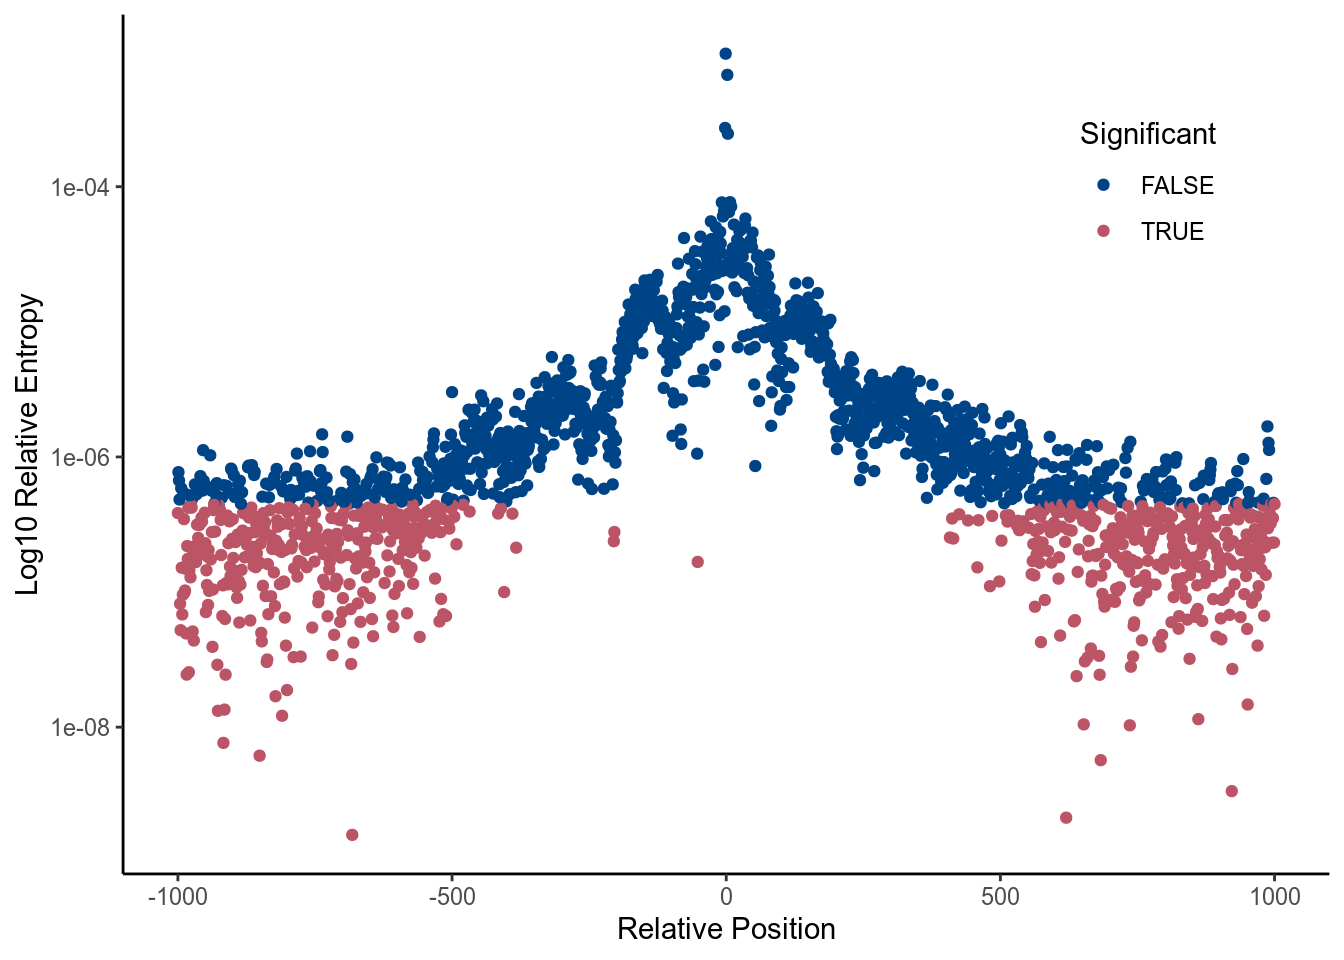 Significant
FALSE
TRUE
Log10 Relative Entropy
1e-04
1e-06
1e-08
-1000
-500
0
500
1000
Relative Position